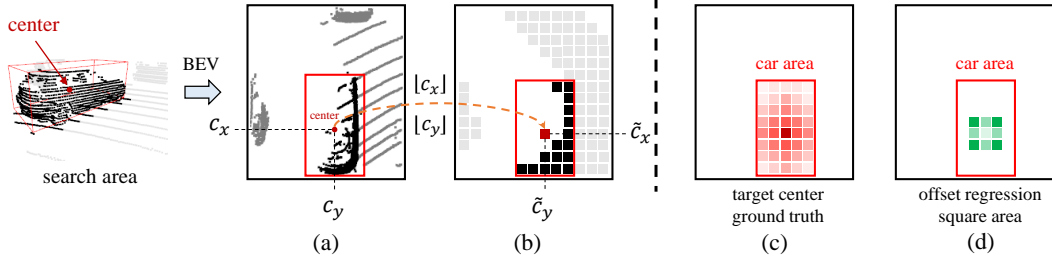 center
search area
BEV
center
c_x
c_y
(a)
⌊c_x⌋
⌊c_y⌋
c̃_x
c̃_y
(b)
car area
target center
ground truth
(c)
car area
offset regression
square area
(d)